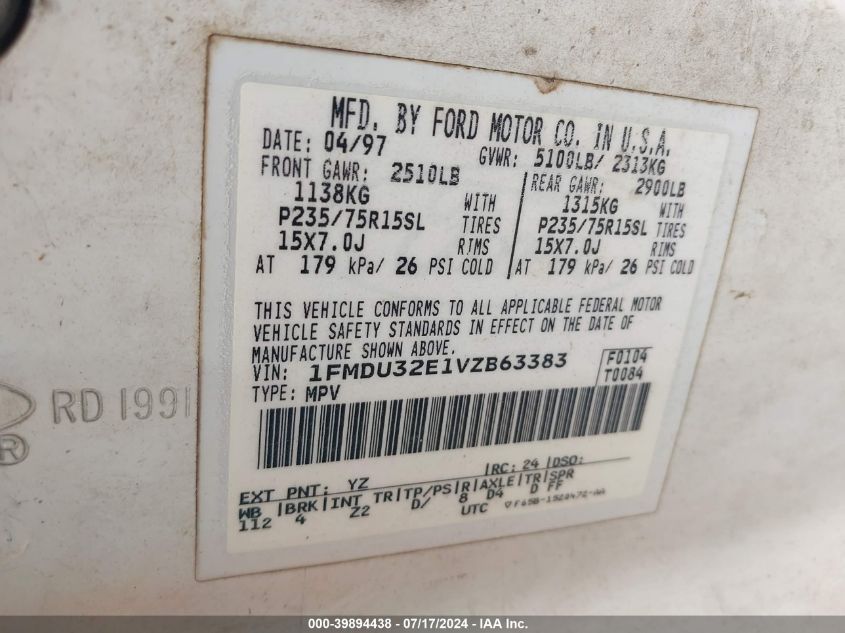 MFD. BY FORD MOTOR CO. IN U.S.A.
DATE: 04/97 GVWR: 5100LB/ 2313KG
FRONT GAWR: 2510LB REAR GAWR: 2900LB
1138KG WITH 1315KG WITH
P235/75R15SL TIRES P235/75R15SL TIRES
15X7.0J RIMS 15X7.0J RIMS
AT 179 kPa/ 26 PSI COLD AT 179 kPa/ 26 PSI COLD
THIS VEHICLE CONFORMS TO ALL APPLICABLE FEDERAL MOTOR
VEHICLE SAFETY STANDARDS IN EFFECT ON THE DATE OF
MANUFACTURE SHOWN ABOVE.
VIN: 1FMDU32E1VZB63383 F0104
TYPE: MPV T0084
RD 1991
R
EXT PNT: YZ RC: 24 DSO:
WB BRK INT TR TP/PS R AXLE TR SPR
112 4 Z2 D/ 8 D4 D FF
UTC F65B-1520472-AA
000-39894438 - 07/17/2024 - IAA Inc.